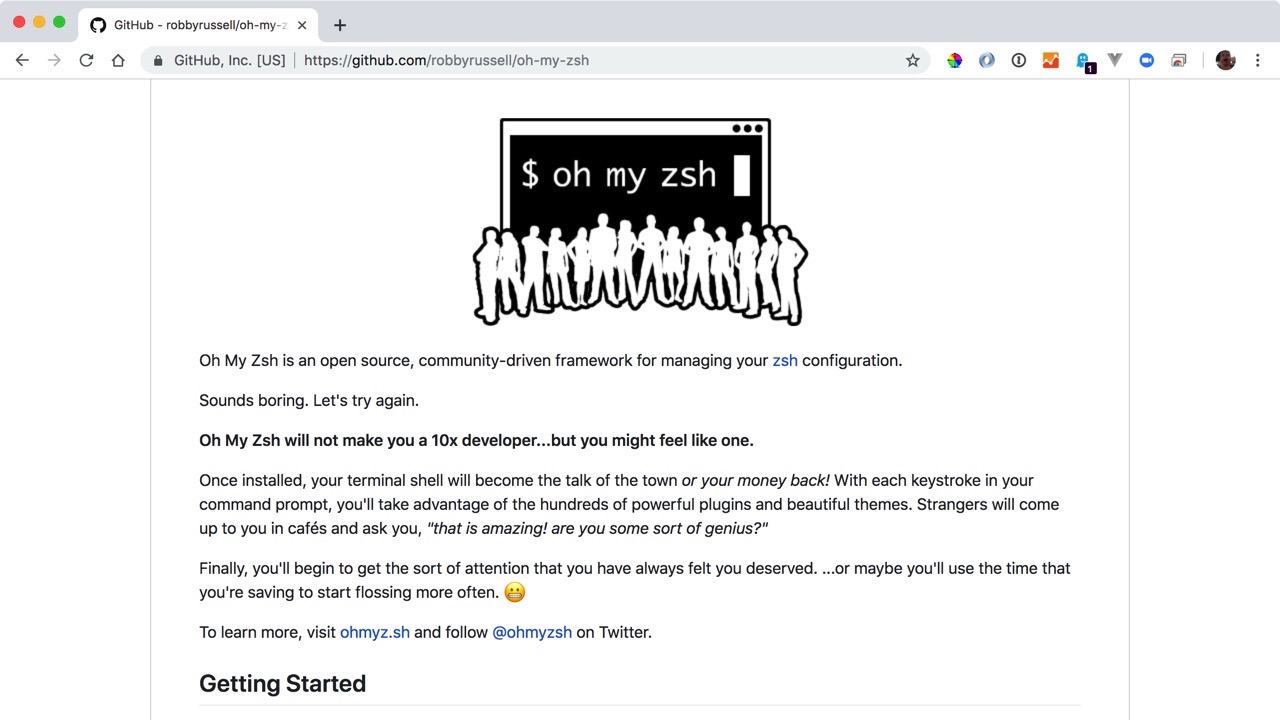 GitHub - robbyrussell/oh-my-z
GitHub, Inc. [US] | https://github.com/robbyrussell/oh-my-zsh
1
$ oh my zsh
Oh My Zsh is an open source, community-driven framework for managing your zsh configuration.
Sounds boring. Let's try again.
Oh My Zsh will not make you a 10x developer...but you might feel like one.
Once installed, your terminal shell will become the talk of the town or your money back! With each keystroke in your
command prompt, you'll take advantage of the hundreds of powerful plugins and beautiful themes. Strangers will come
up to you in cafés and ask you, "that is amazing! are you some sort of genius?"
Finally, you'll begin to get the sort of attention that you have always felt you deserved. ...or maybe you'll use the time that
you're saving to start flossing more often. 😬
To learn more, visit ohmyz.sh and follow @ohmyzsh on Twitter.
Getting Started